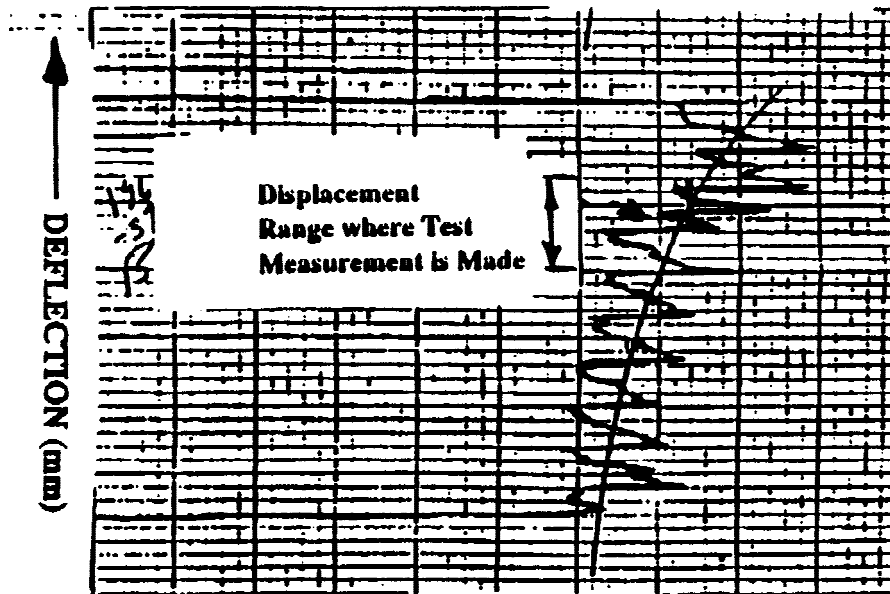 DEFLECTION (mm)
Displacement
Range where Test
Measurement is Made